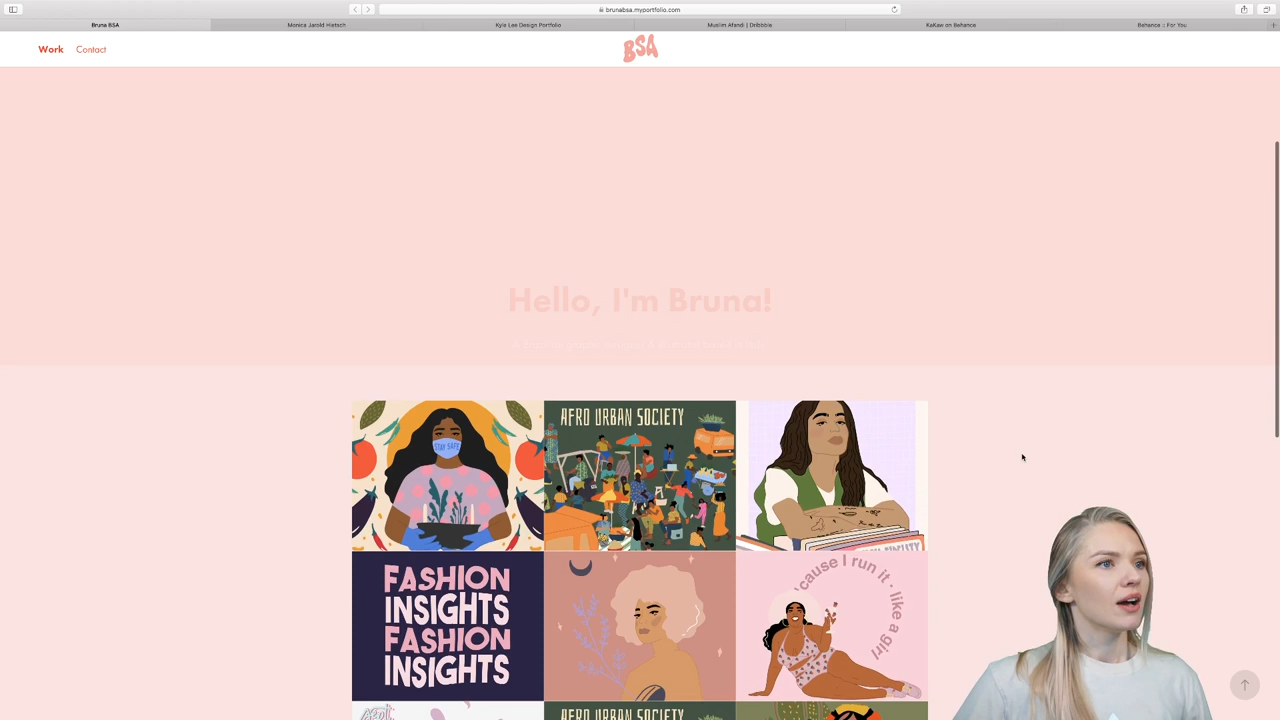 brunabsa.myportfolio.com
Bruna BSA
Monica Jarold Hietsch
Kyle Lee Design Portfolio
Muslim Afandi | Dribbble
KaKaw on Behance
Behance :: For You
Work
Contact
BSA
Hello, I'm Bruna!
STAY SAFE
AFRO URBAN SOCIETY
'cause I run it · like a girl
FASHION
INSIGHTS
FASHION
INSIGHTS
AFRO URBAN SOCIETY